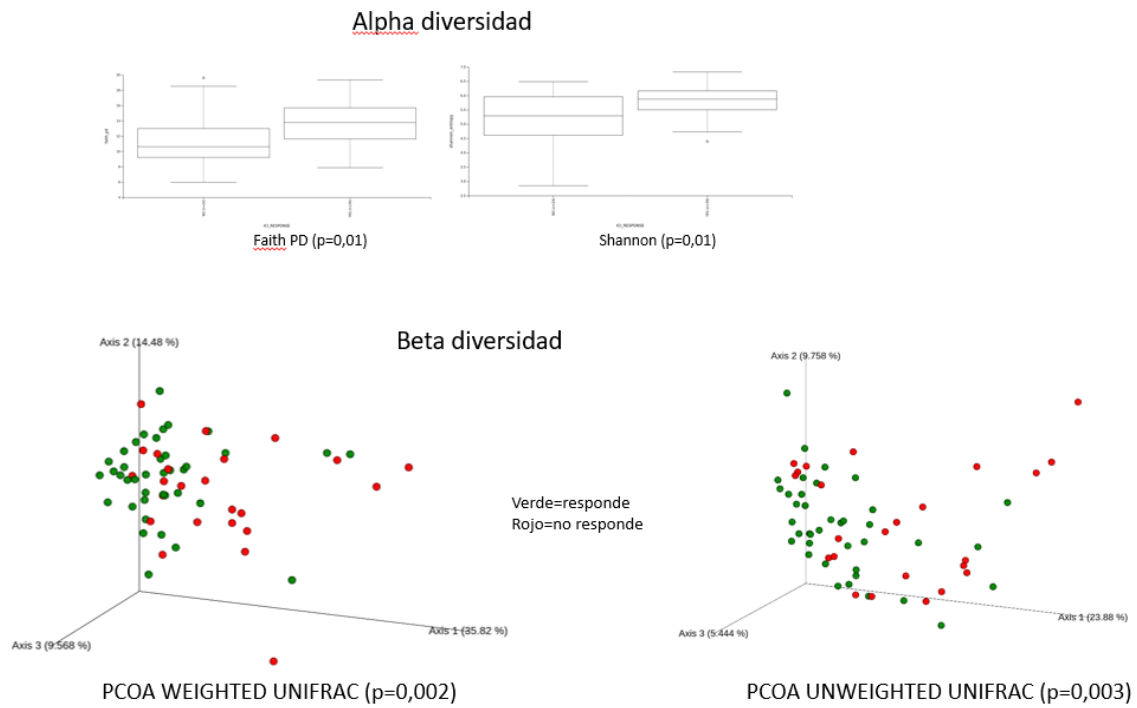 Alpha diversidad
ICI_RESPONSE
ICI_RESPONSE
Faith PD (p=0,01)
Shannon (p=0,01)
Beta diversidad
Axis 2 (14.48 %)
Axis 2 (9.758 %)
Verde=responde
Rojo=no responde
Axis 1 (35.82 %)
Axis 3 (9.568 %)
Axis 1 (23.88 %)
Axis 3 (5.444 %)
PCOA WEIGHTED UNIFRAC (p=0,002)
PCOA UNWEIGHTED UNIFRAC (p=0,003)